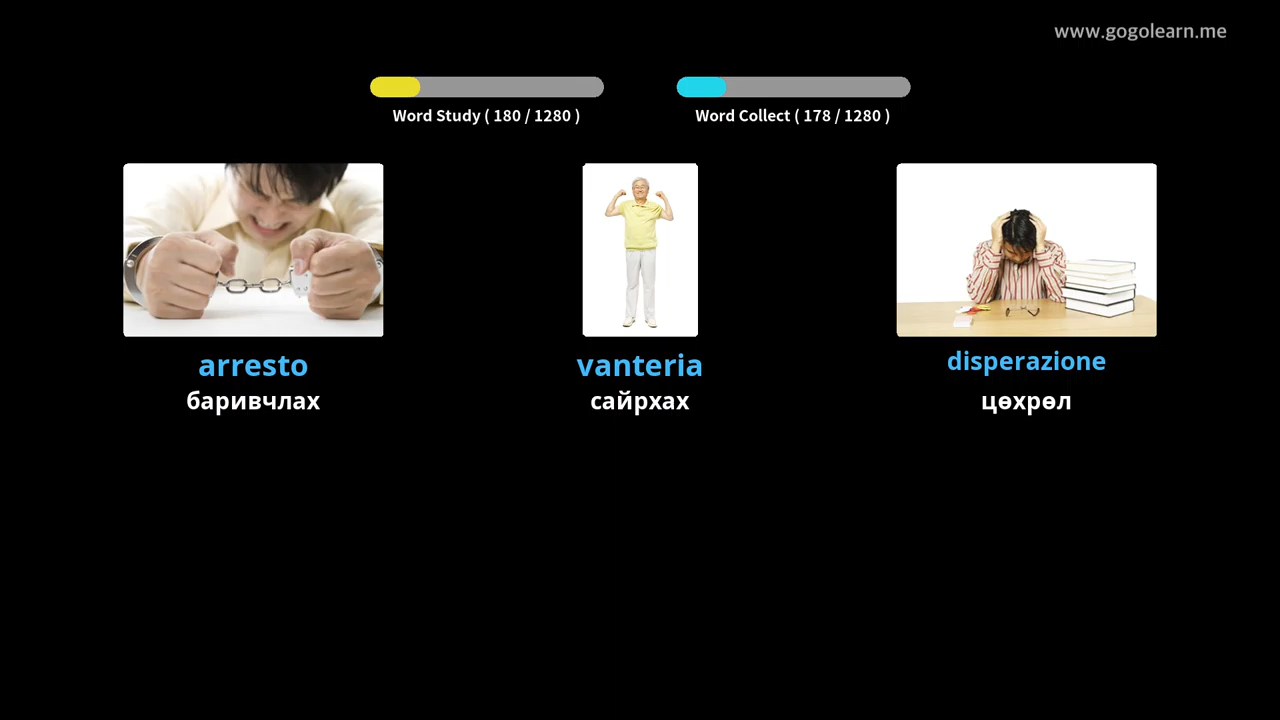 www.gogolearn.me
Word Study ( 180 / 1280 )
Word Collect ( 178 / 1280 )
arresto
баривчлах
vanteria
сайрхах
disperazione
цөхрөл